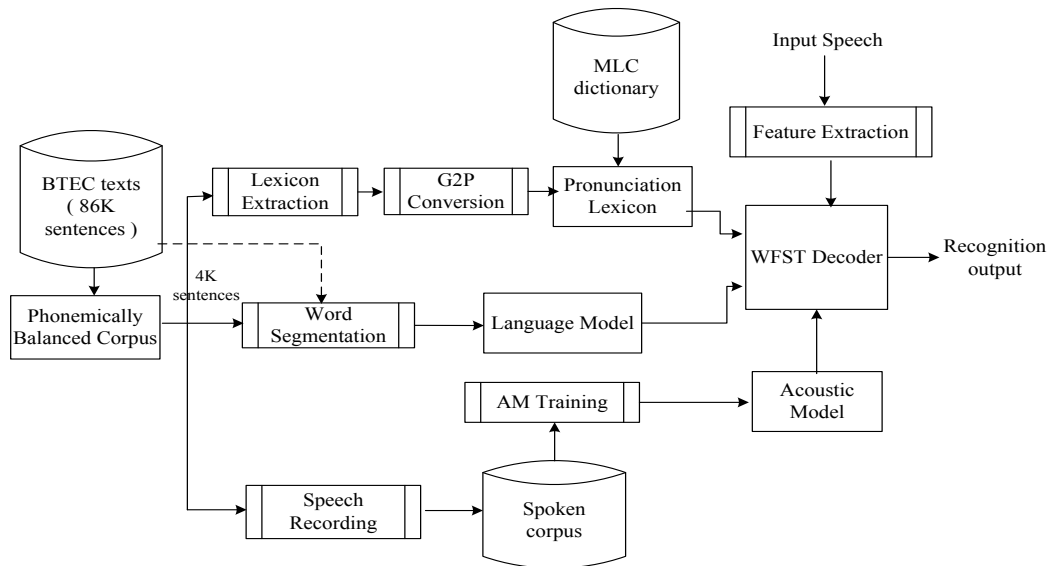 Input Speech
MLC
dictionary
Feature Extraction
BTEC texts
( 86K
sentences )
Lexicon
Extraction
G2P
Conversion
Pronunciation
Lexicon
WFST Decoder
Recognition
output
4K
sentences
Phonemically
Balanced Corpus
Word
Segmentation
Language Model
AM Training
Acoustic
Model
Speech
Recording
Spoken
corpus